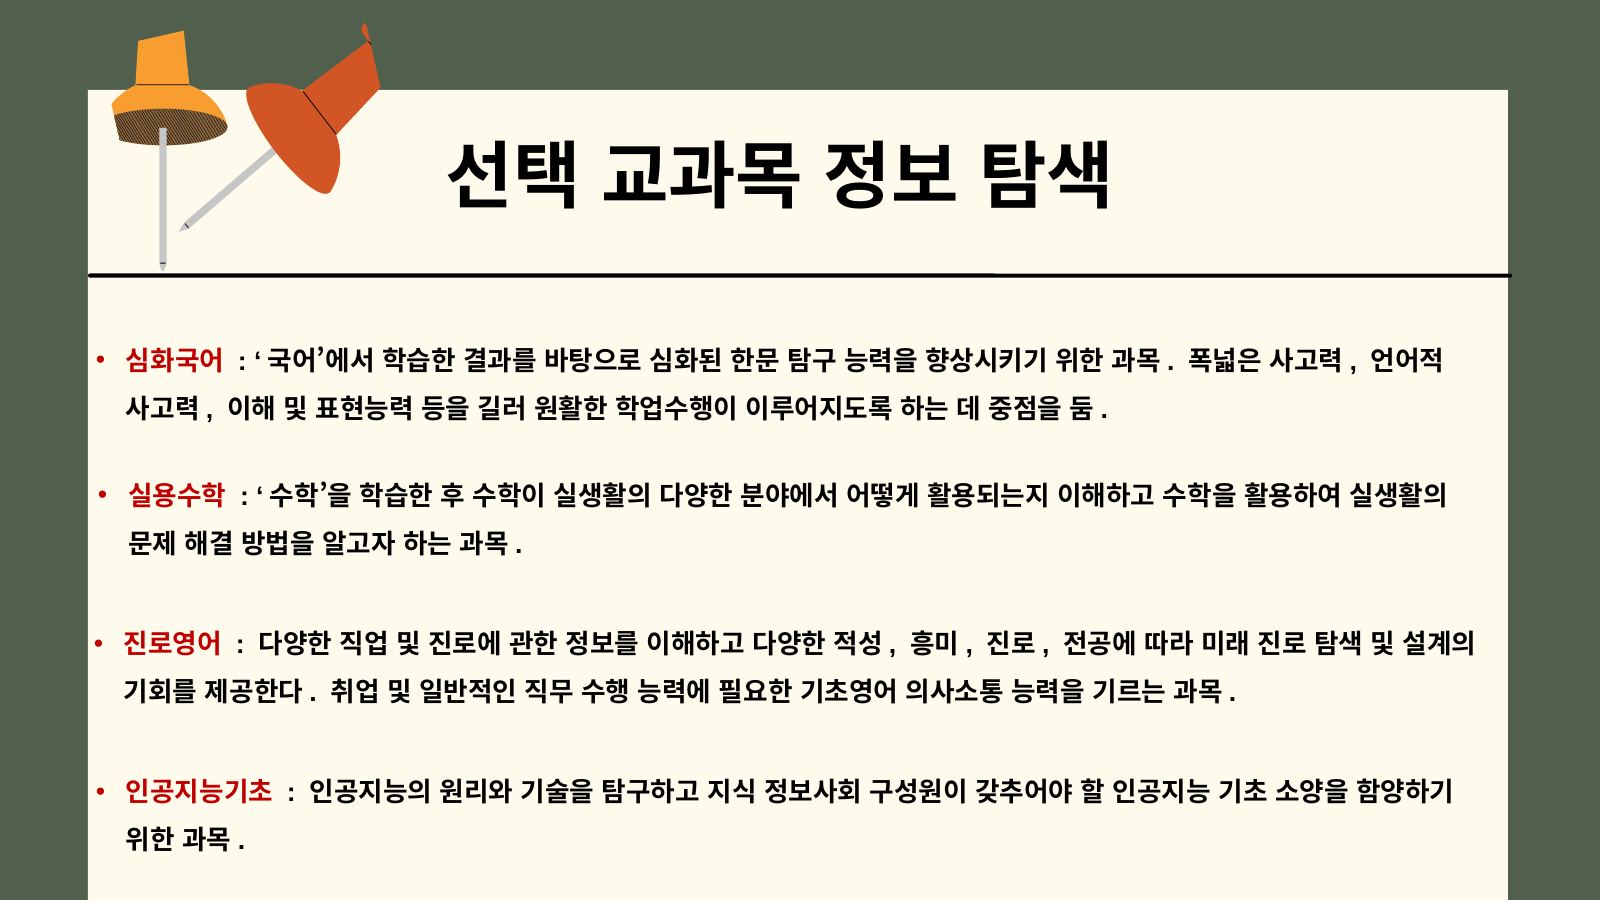 선택 교과목 정보 탐색
• 심화국어 : ‘ 국어’에서 학습한 결과를 바탕으로 심화된 한문 탐구 능력을 향상시키기 위한 과목 . 폭넓은 사고력 , 언어적
사고력 , 이해 및 표현능력 등을 길러 원활한 학업수행이 이루어지도록 하는 데 중점을 둠 .
• 실용수학 : ‘ 수학’을 학습한 후 수학이 실생활의 다양한 분야에서 어떻게 활용되는지 이해하고 수학을 활용하여 실생활의
문제 해결 방법을 알고자 하는 과목 .
• 진로영어 : 다양한 직업 및 진로에 관한 정보를 이해하고 다양한 적성 , 흥미 , 진로 , 전공에 따라 미래 진로 탐색 및 설계의
기회를 제공한다 . 취업 및 일반적인 직무 수행 능력에 필요한 기초영어 의사소통 능력을 기르는 과목 .
• 인공지능기초 : 인공지능의 원리와 기술을 탐구하고 지식 정보사회 구성원이 갖추어야 할 인공지능 기초 소양을 함양하기
위한 과목 .